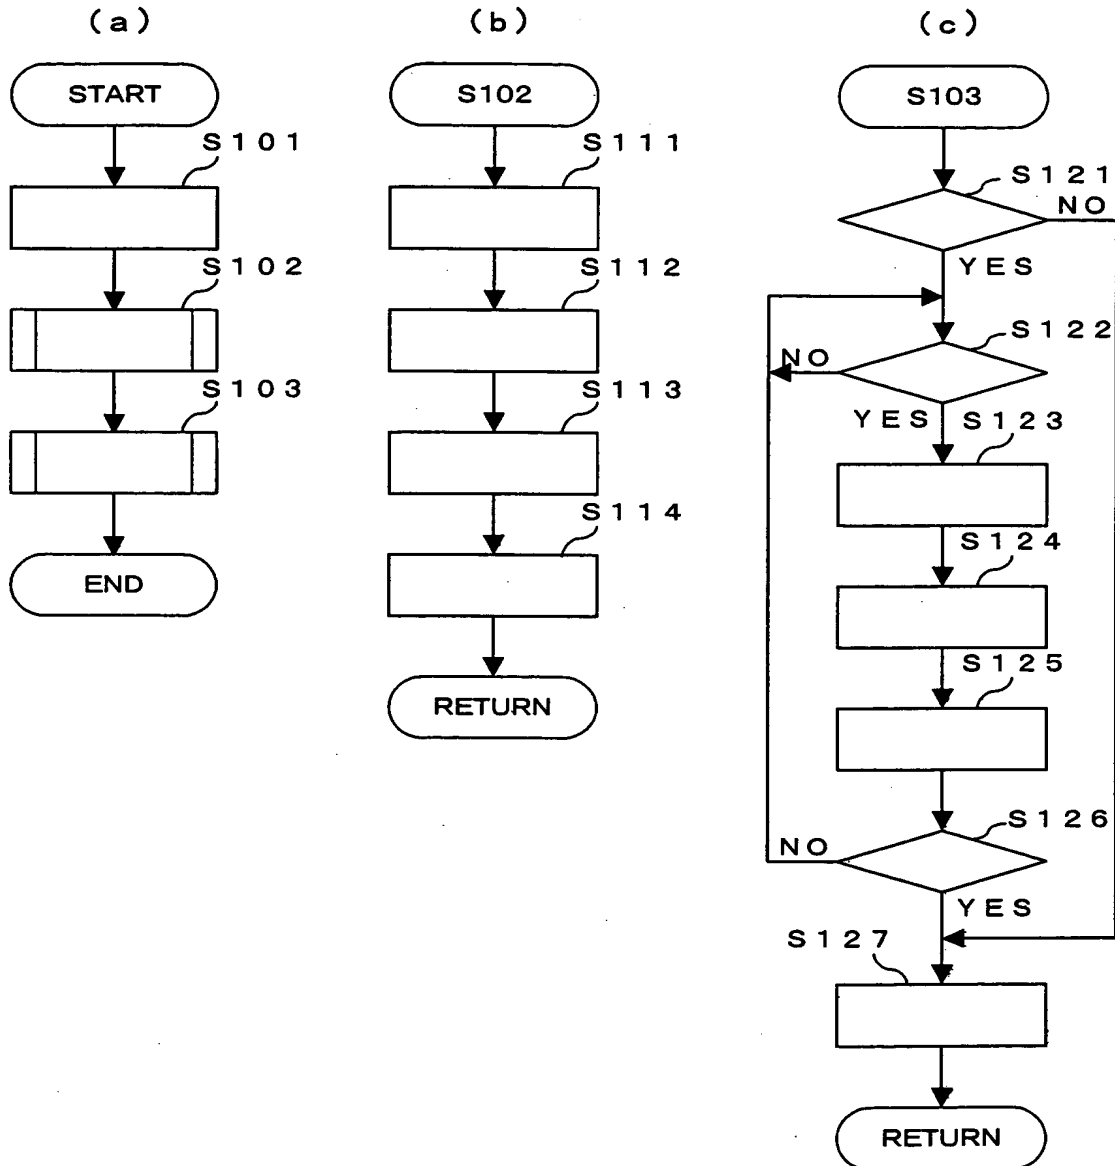 (a)
START
S101
S102
S103
END
(b)
S102
S111
S112
S113
S114
RETURN
(c)
S103
S121
NO
YES
S122
NO
YES
S123
S124
S125
S126
NO
YES
S127
RETURN